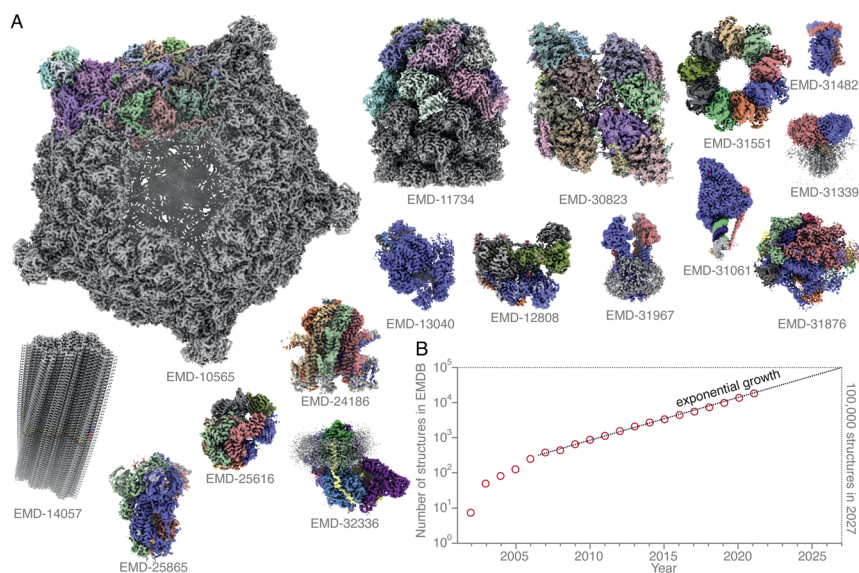 A
EMD-10565
EMD-11734
EMD-30823
EMD-31551
EMD-31482
EMD-31339
EMD-31061
EMD-31876
EMD-13040
EMD-12808
EMD-31967
EMD-24186
EMD-14057
EMD-25616
EMD-32336
EMD-25865
B
Number of structures in EMDB
10^5
10^4
10^3
10^2
10^1
10^0
exponential growth
100,000 structures in 2027
2005
2010
2015
2020
2025
Year